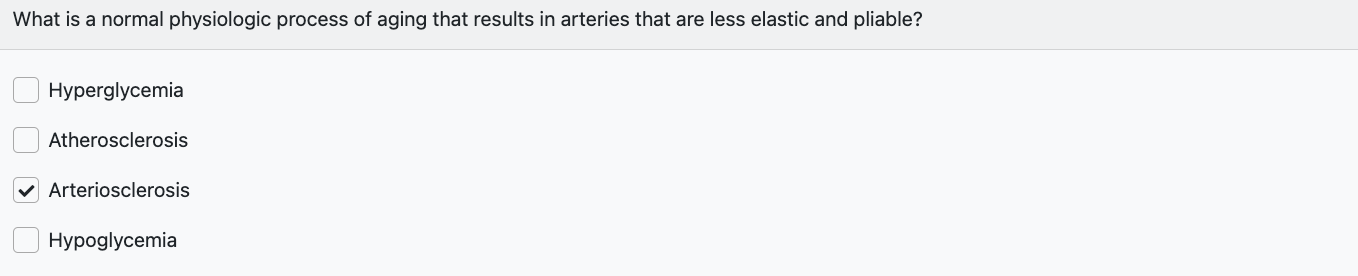 What is a normal physiologic process of aging that results in arteries that are less elastic and pliable?
Hyperglycemia
Atherosclerosis
Arteriosclerosis
Hypoglycemia